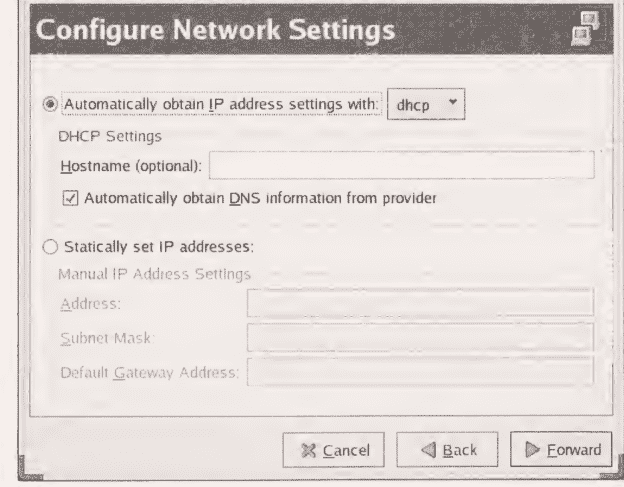 Configure Network Settings
Automatically obtain IP address settings with: dhcp
DHCP Settings
Hostname (optional):
Automatically obtain DNS information from provider
Statically set IP addresses:
Manual IP Address Settings
Address:
Subnet Mask:
Default Gateway Address:
Cancel Back Forward